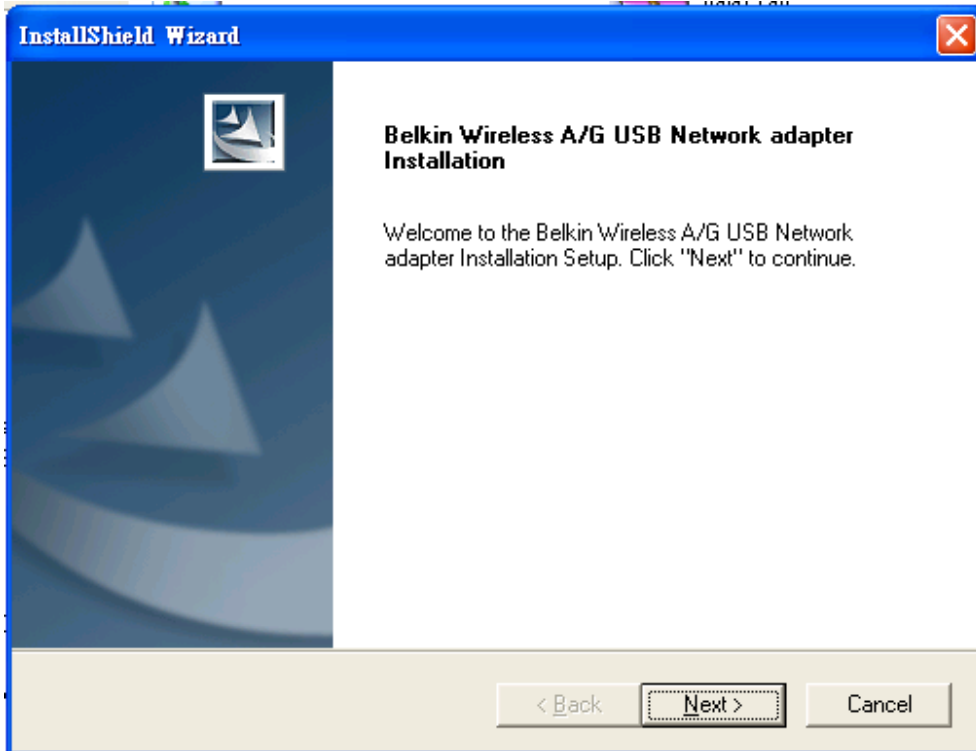 InstallShield Wizard
Belkin Wireless A/G USB Network adapter
Installation
Welcome to the Belkin Wireless A/G USB Network
adapter Installation Setup. Click "Next" to continue.
< Back
Next >
Cancel